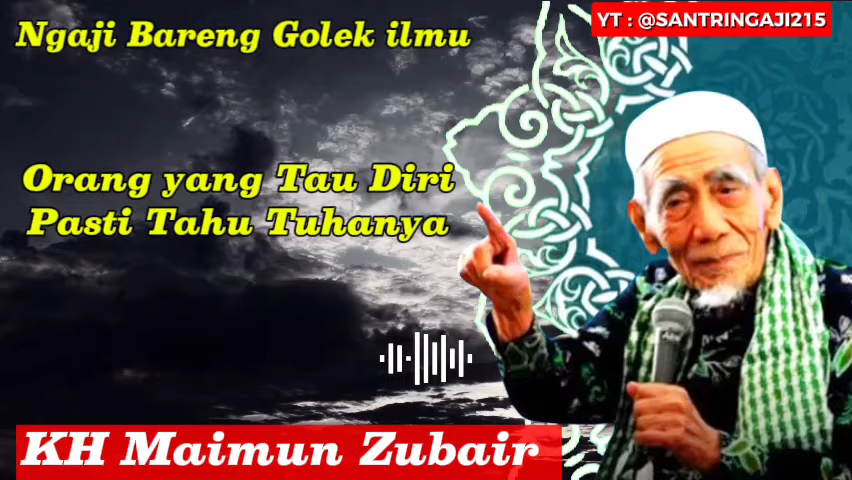 YT : @SANTRINGAJI215
Ngaji Bareng Golek ilmu
Orang yang Tau Diri
Pasti Tahu Tuhanya
KH Maimun Zubair